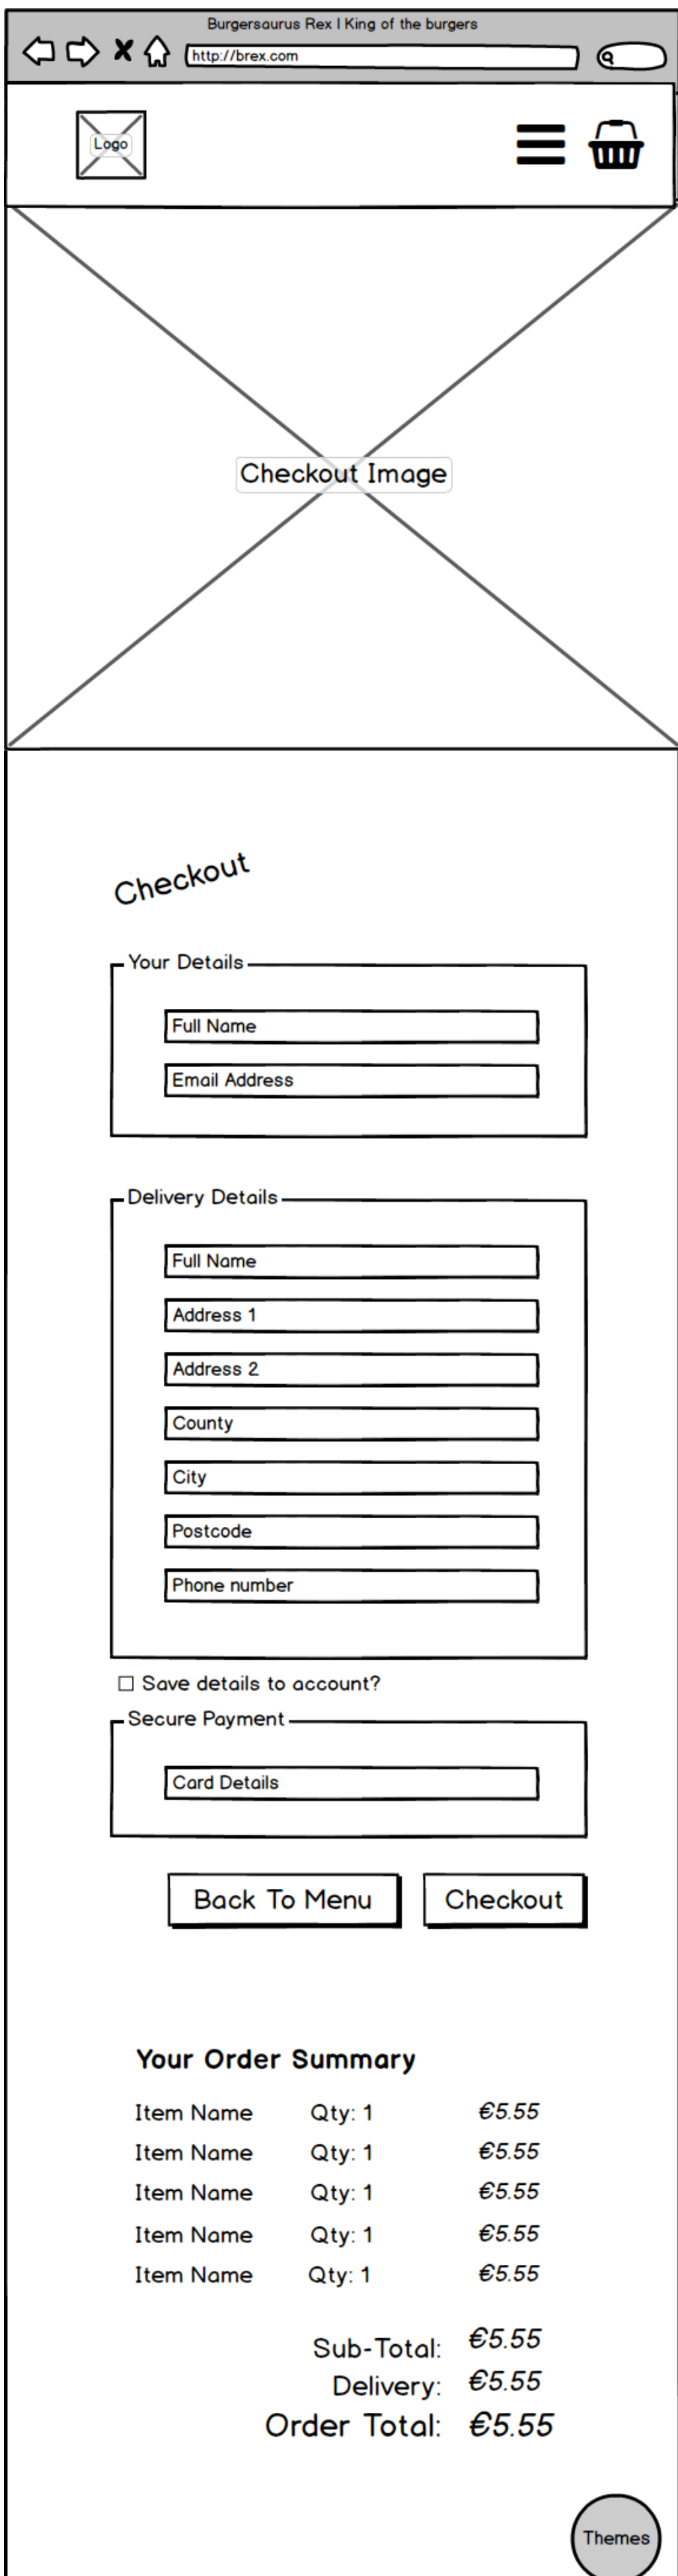 Burgersaurus Rex | King of the burgers
http://brex.com
Logo
Checkout Image
Checkout
Your Details
Full Name
Email Address
Delivery Details
Full Name
Address 1
Address 2
County
City
Postcode
Phone number
Save details to account?
Secure Payment
Card Details
Back To Menu Checkout
Your Order Summary
Item Name Qty: 1 €5.55
Item Name Qty: 1 €5.55
Item Name Qty: 1 €5.55
Item Name Qty: 1 €5.55
Item Name Qty: 1 €5.55
Sub-Total: €5.55
Delivery: €5.55
Order Total: €5.55
Themes